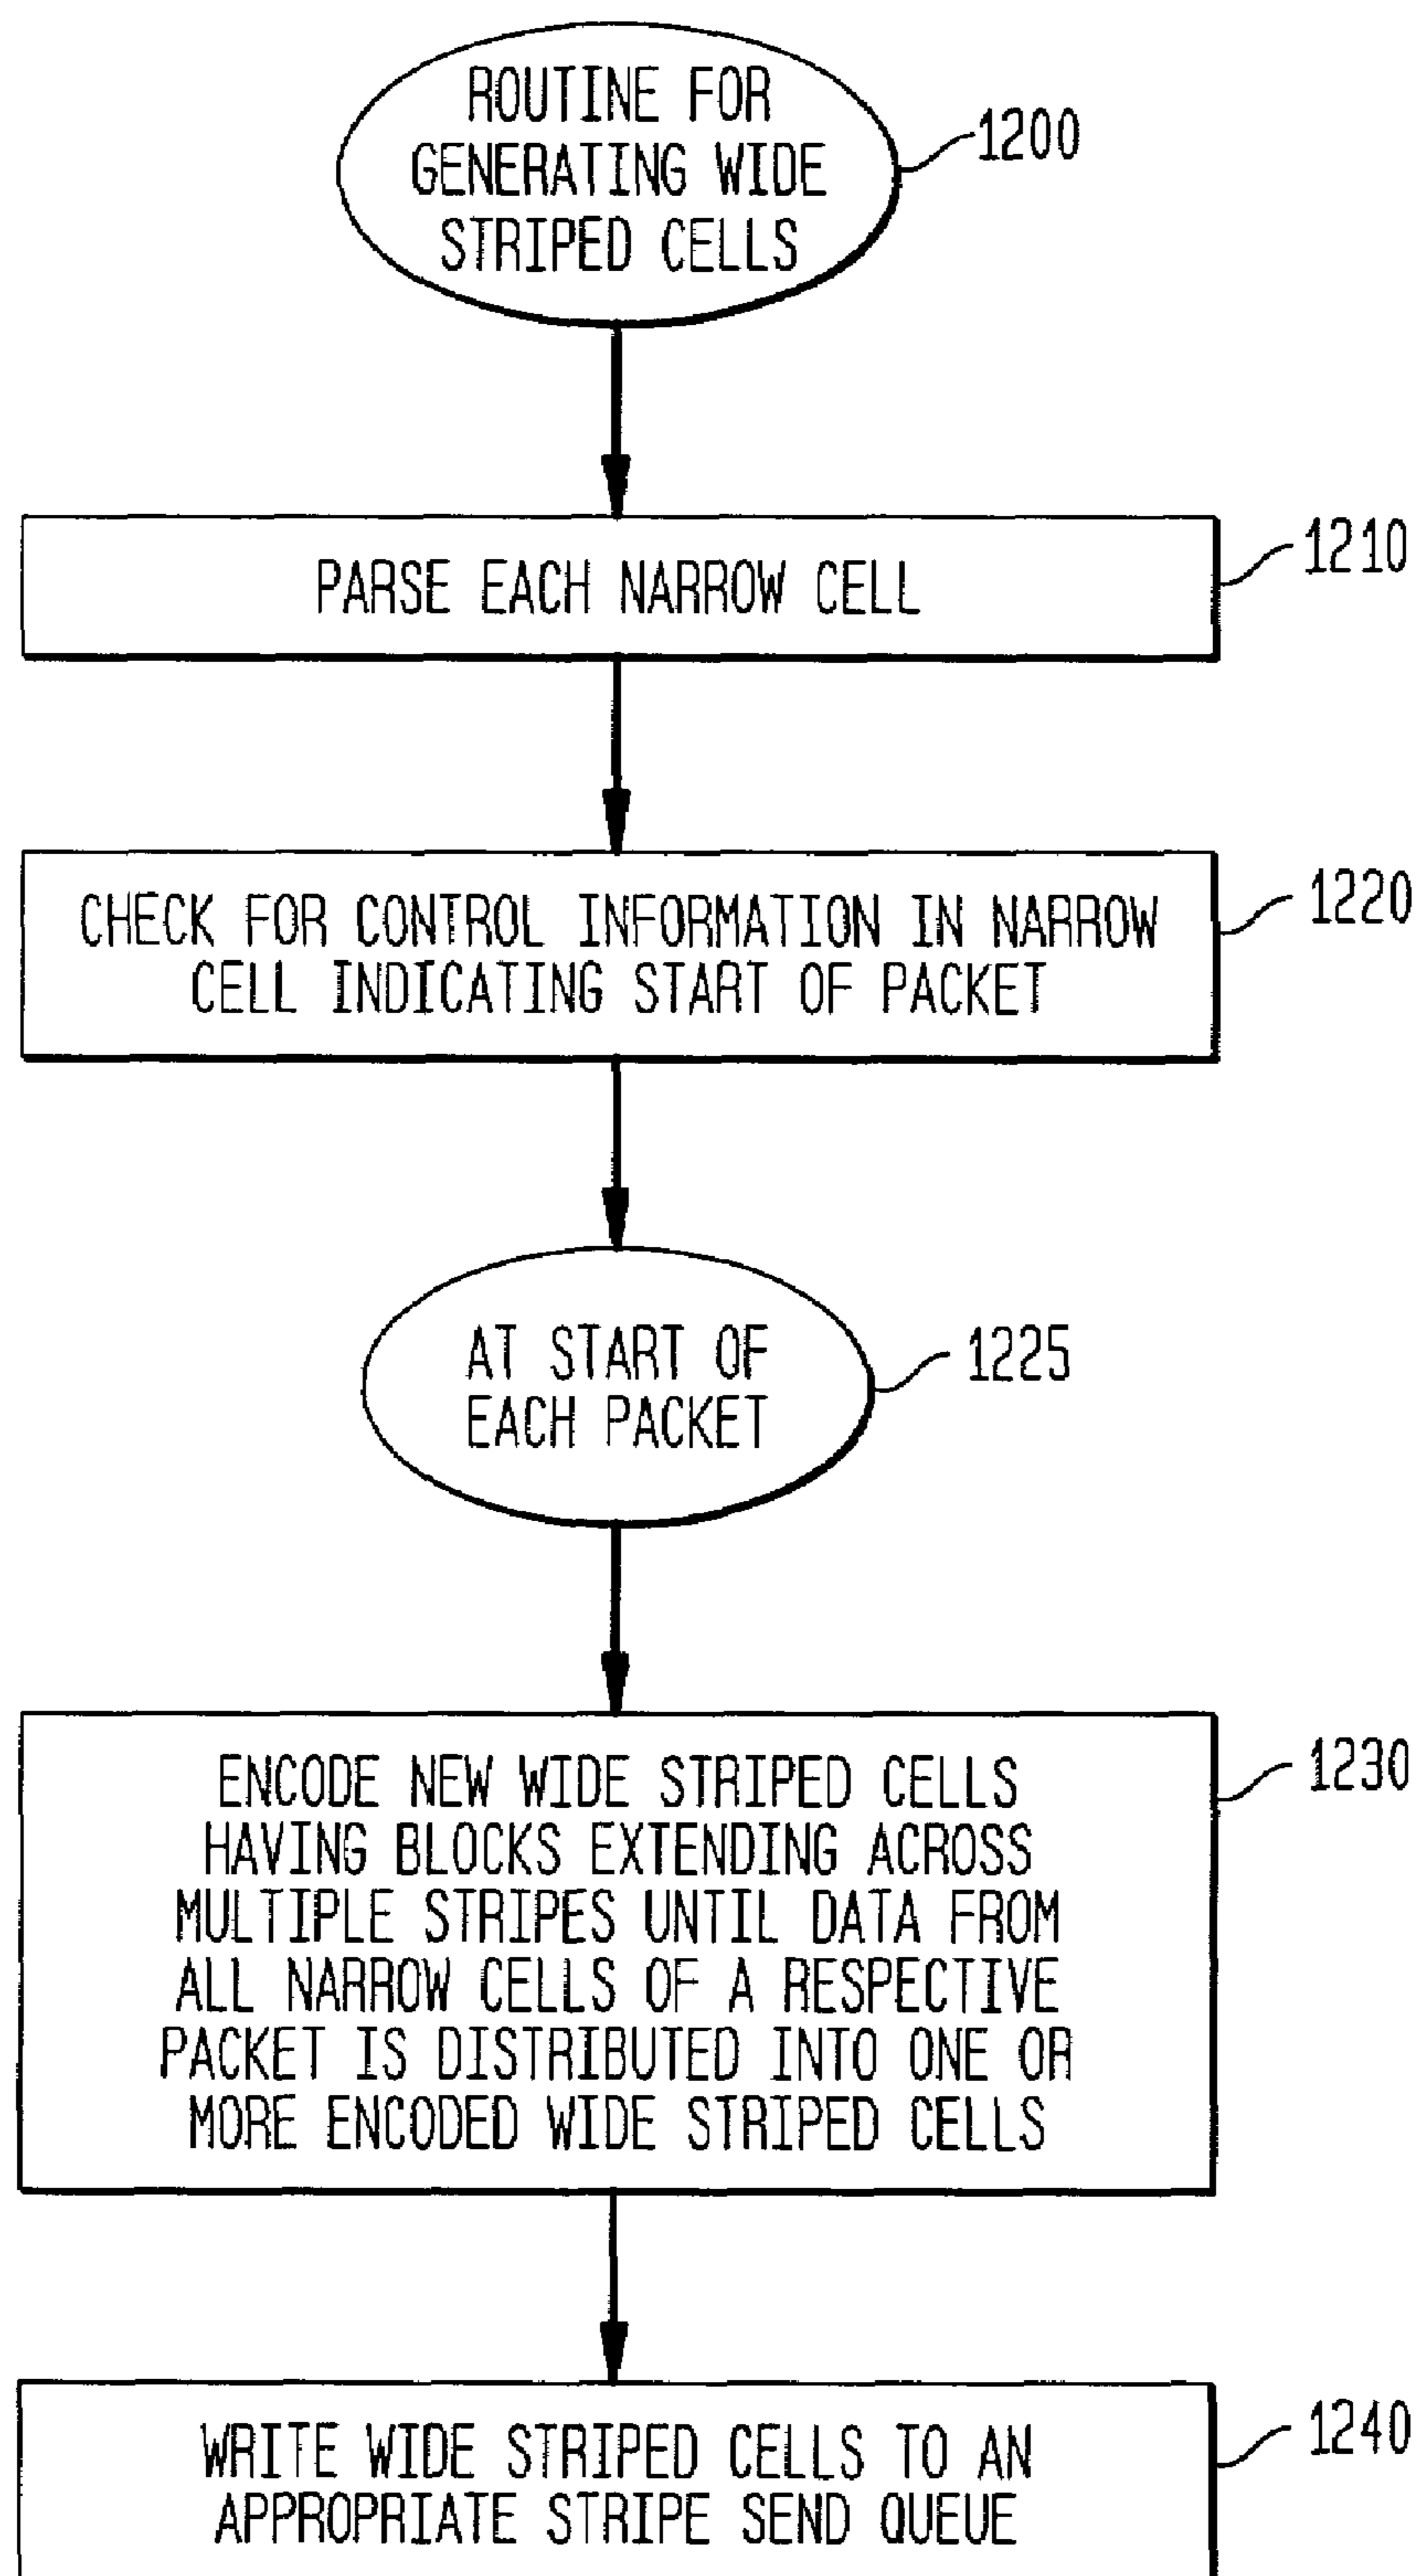 ROUTINE FOR
GENERATING WIDE
STRIPED CELLS
1200
PARSE EACH NARROW CELL
1210
CHECK FOR CONTROL INFORMATION IN NARROW
CELL INDICATING START OF PACKET
1220
AT START OF
EACH PACKET
1225
ENCODE NEW WIDE STRIPED CELLS
HAVING BLOCKS EXTENDING ACROSS
MULTIPLE STRIPES UNTIL DATA FROM
ALL NARROW CELLS OF A RESPECTIVE
PACKET IS DISTRIBUTED INTO ONE OR
MORE ENCODED WIDE STRIPED CELLS
1230
WRITE WIDE STRIPED CELLS TO AN
APPROPRIATE STRIPE SEND QUEUE
1240